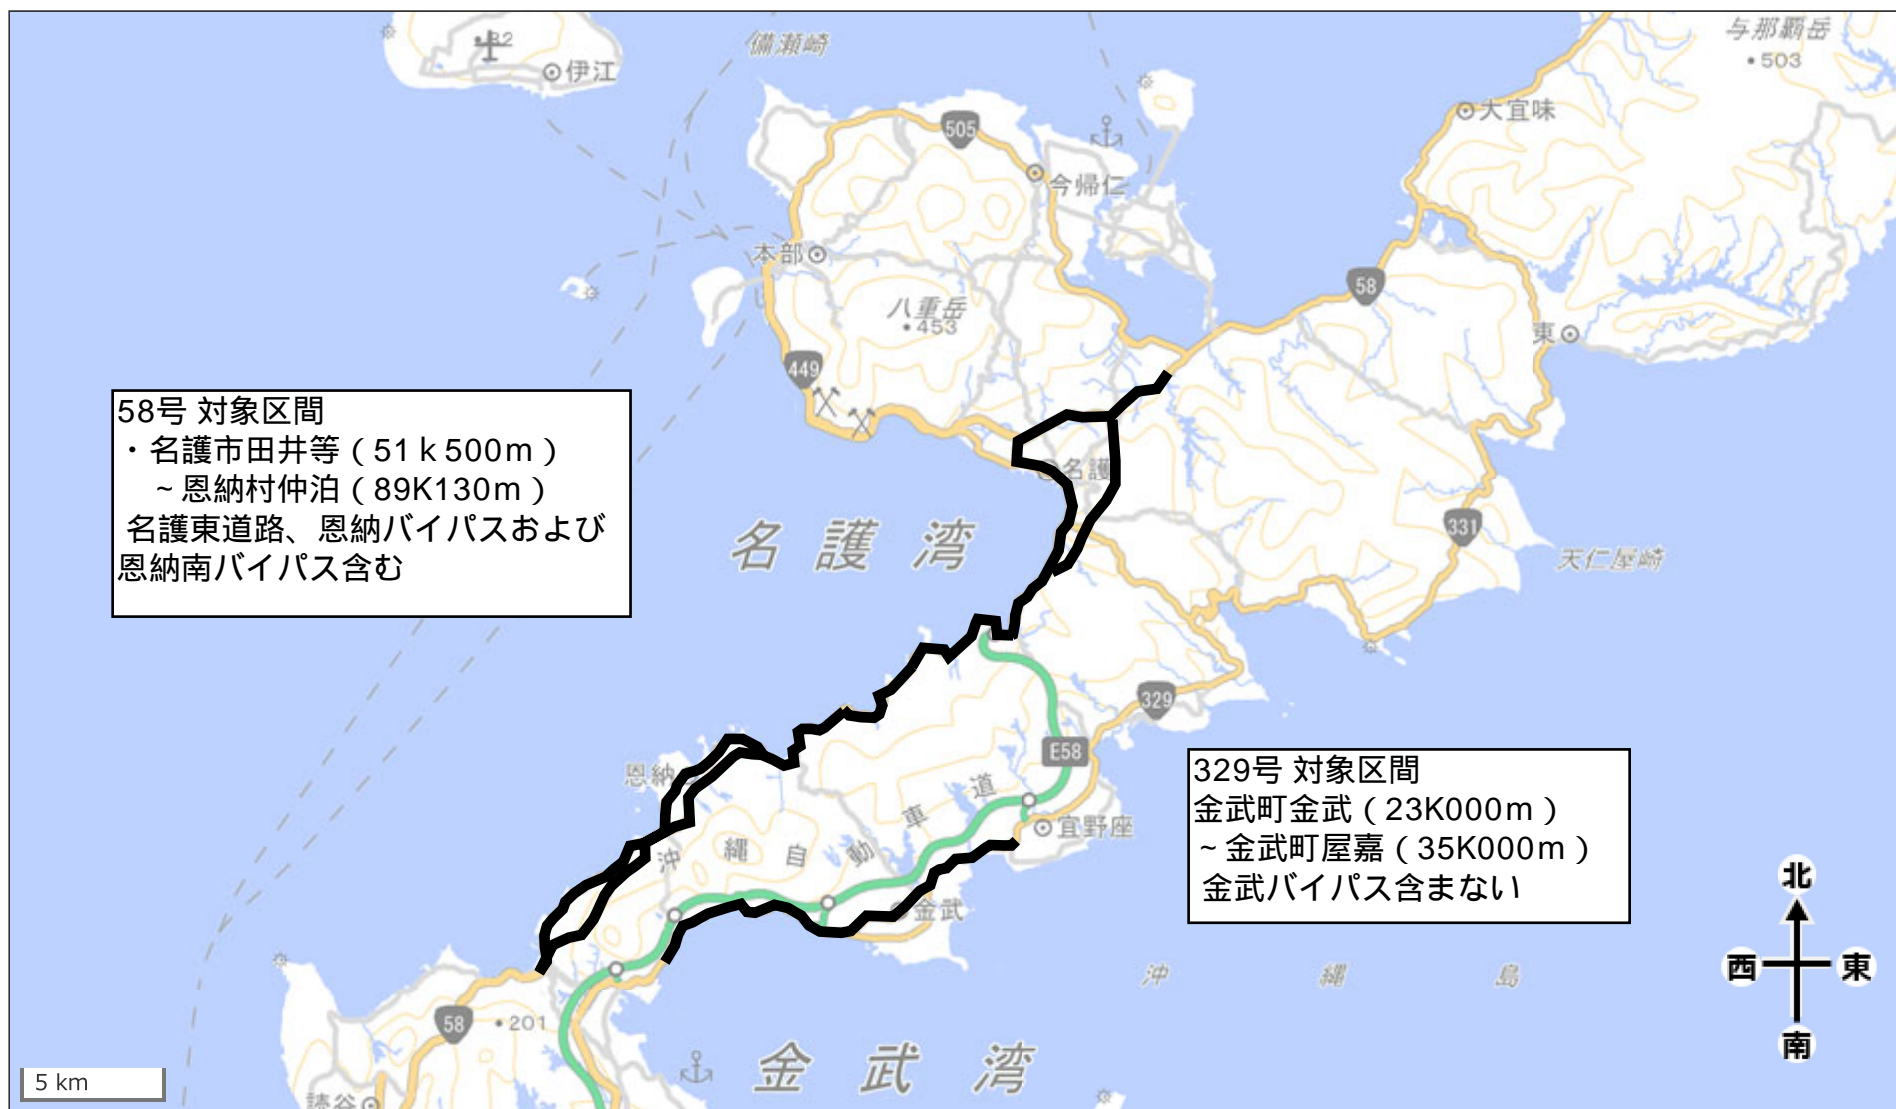 ・82
伊江
備瀬崎
与那覇岳
・503
大宜味
505
今帰仁
本部
八重岳
・453
58
東
449
58号 対象区間
・名護市田井等（51ｋ500ｍ）
～恩納村仲泊（89K130ｍ）
名護東道路、恩納バイパスおよび
恩納南バイパス含む
名護
名護湾
331
天仁屋崎
329
E58
恩納
沖縄自動車道
宜野座
329号 対象区間
金武町金武（23K000ｍ）
～金武町屋嘉（35K000ｍ）
金武バイパス含まない
金武
北
西
東
南
沖縄島
58
・201
金武湾
5 km
読谷